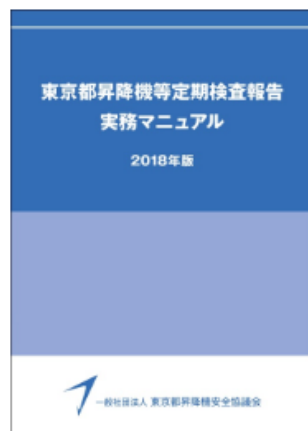 東京都昇降機等定期検査報告
実務マニュアル
2018年版
一般社団法人 東京都昇降機安全協議会